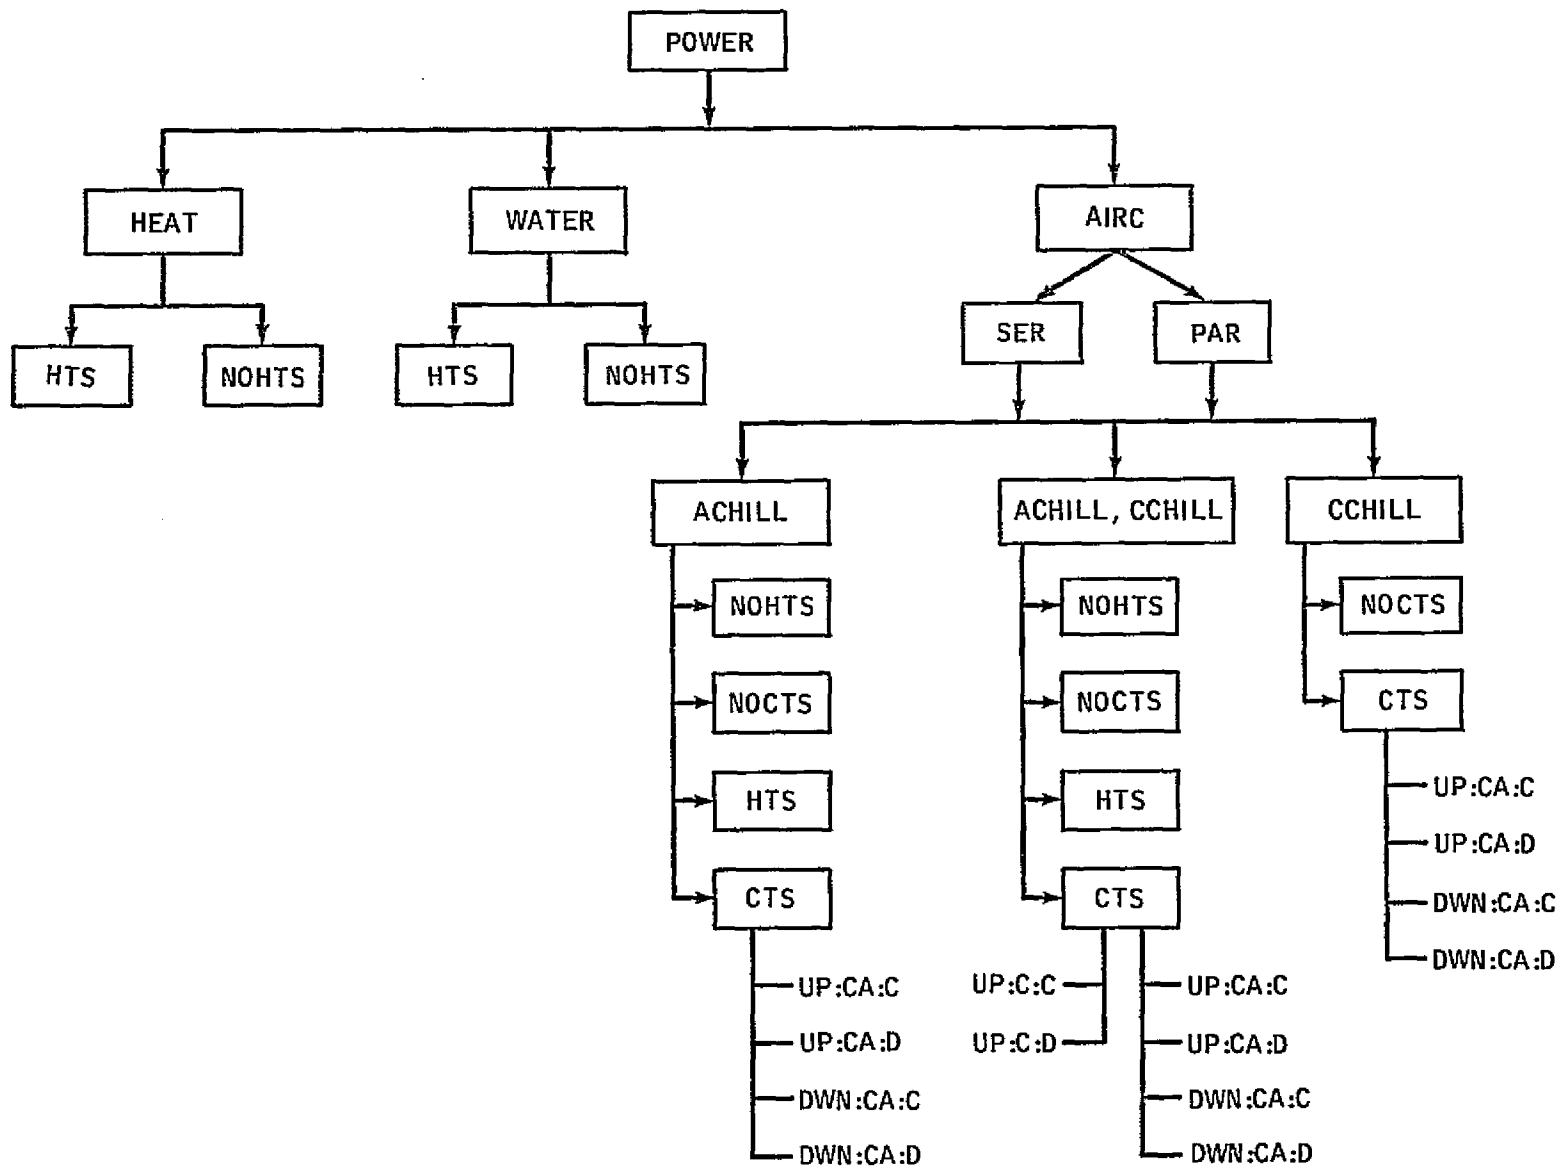 POWER
HEAT
WATER
AIRC
SER
PAR
HTS
NOHTS
HTS
NOHTS
ACHILL
ACHILL, CCHILL
CCHILL
NOHTS
NOHTS
NOCTS
NOCTS
NOCTS
CTS
HTS
HTS
UP:CA:C
UP:CA:D
CTS
CTS
DWN:CA:C
DWN:CA:D
UP:CA:C
UP:C:C
UP:CA:C
UP:CA:D
UP:C:D
UP:CA:D
DWN:CA:C
DWN:CA:C
DWN:CA:D
DWN:CA:D